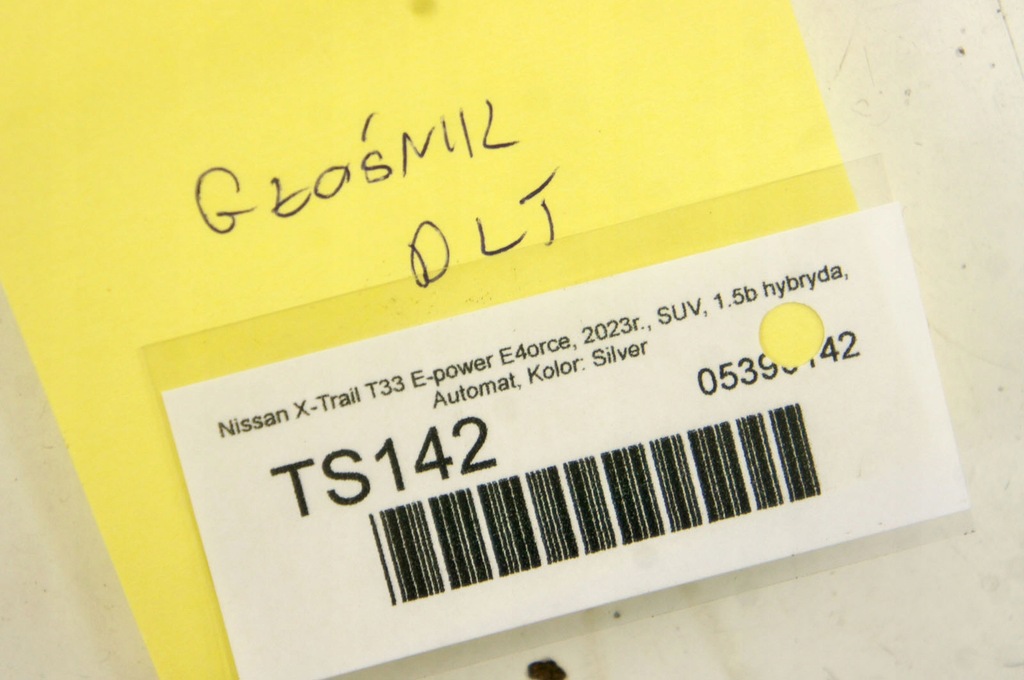 GŁOŚNIK
DLT
Nissan X-Trail T33 E-power E4orce, 2023r., SUV, 1.5b hybryda,
Automat, Kolor: Silver
TS142